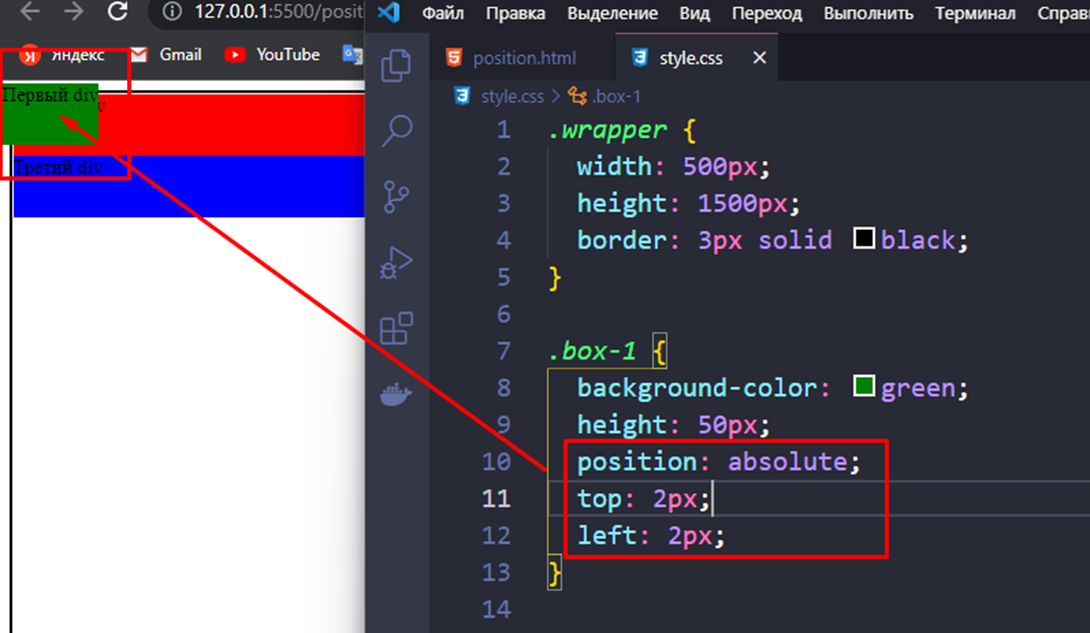 127.0.0.1:5500/posit
Яндекс Gmail YouTube
Первый div
v
Третий div
Файл Правка Выделение Вид Переход Выполнить Терминал Справ
position.html style.css
style.css > .box-1
1 .wrapper {
2 width: 500px;
3 height: 1500px;
4 border: 3px solid black;
5 }
6
7 .box-1 {
8 background-color: green;
9 height: 50px;
10 position: absolute;
11 top: 2px;
12 left: 2px;
13 }
14